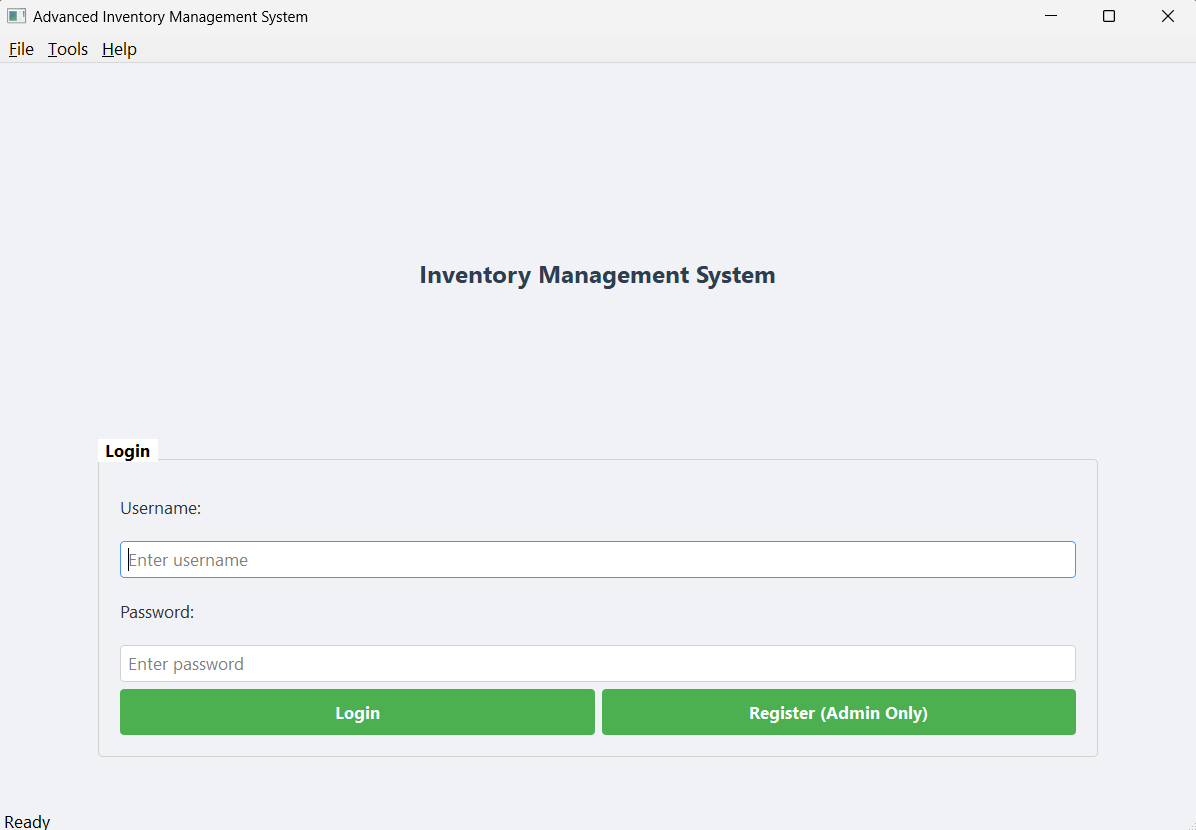 Advanced Inventory Management System
File Tools Help
Inventory Management System
Login
Username:
Enter username
Password:
Enter password
Login Register (Admin Only)
Ready